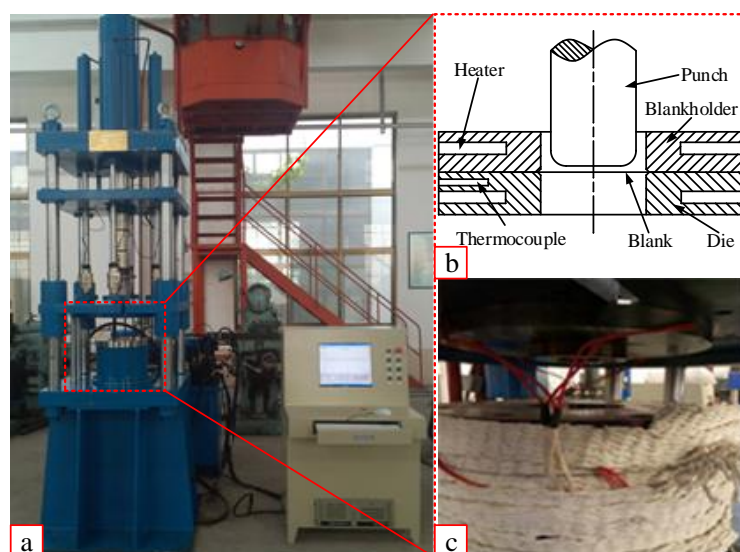 a
Heater
Punch
Blankholder
Thermocouple
Blank
Die
b
c